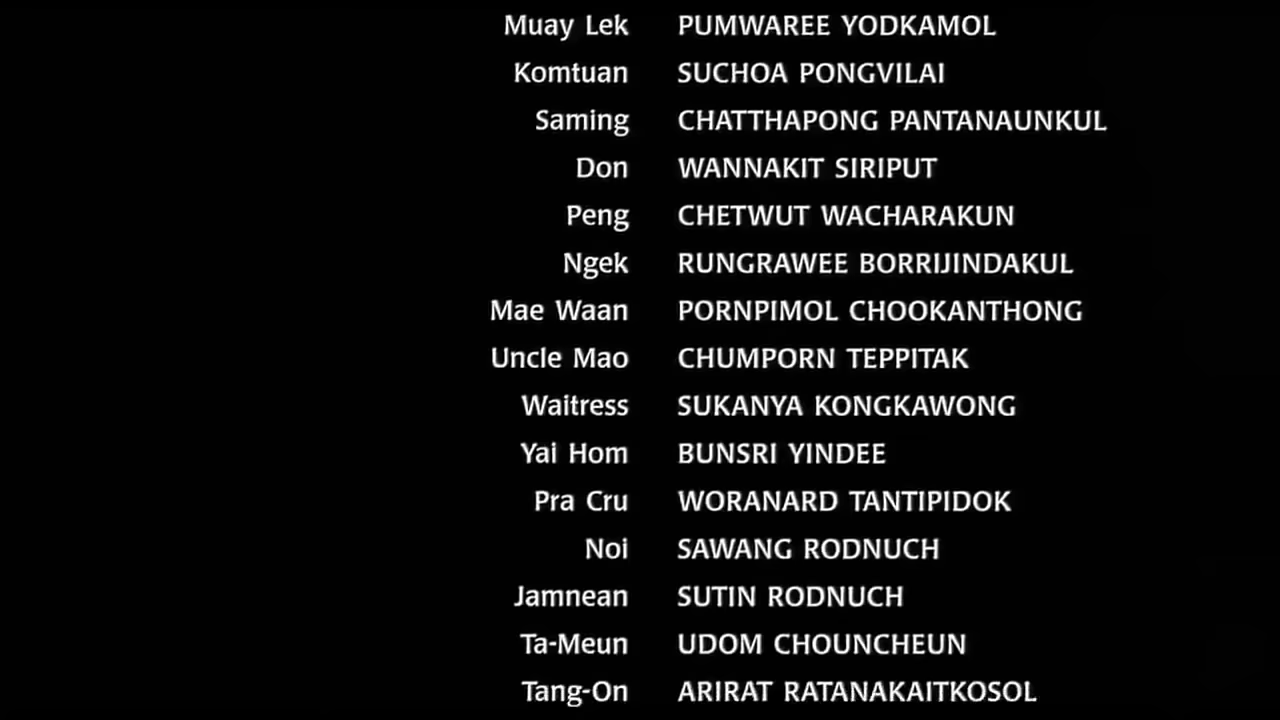 Muay Lek PUMWAREE YODKAMOL
Komtuan SUCHOA PONGVILAI
Saming CHATTHAPONG PANTANAUNKUL
Don WANNAKIT SIRIPUT
Peng CHETWUT WACHARAKUN
Ngek RUNGRAWEE BORRIJINDAKUL
Mae Waan PORNPIMOL CHOOKANTHONG
Uncle Mao CHUMPORN TEPPITAK
Waitress SUKANYA KONGKAWONG
Yai Hom BUNSRI YINDEE
Pra Cru WORANARD TANTIPIDOK
Noi SAWANG RODNUCH
Jamnean SUTIN RODNUCH
Ta-Meun UDOM CHOUNCHEUN
Tang-On ARIRAT RATANAKAITKOSOL